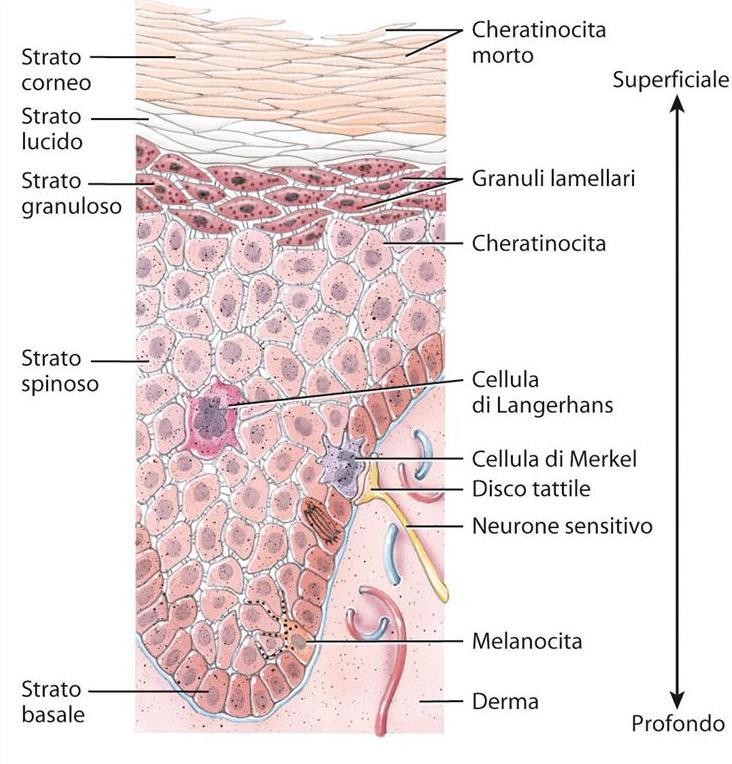 Strato
corneo
Strato
lucido
Strato
granuloso
Strato
spinoso
Strato
basale
Cheratinocita
morto
Granuli lamellari
Cheratinocita
Cellula
di Langerhans
Cellula di Merkel
Disco tattile
Neurone sensitivo
Melanocita
Derma
Superficiale
Profondo